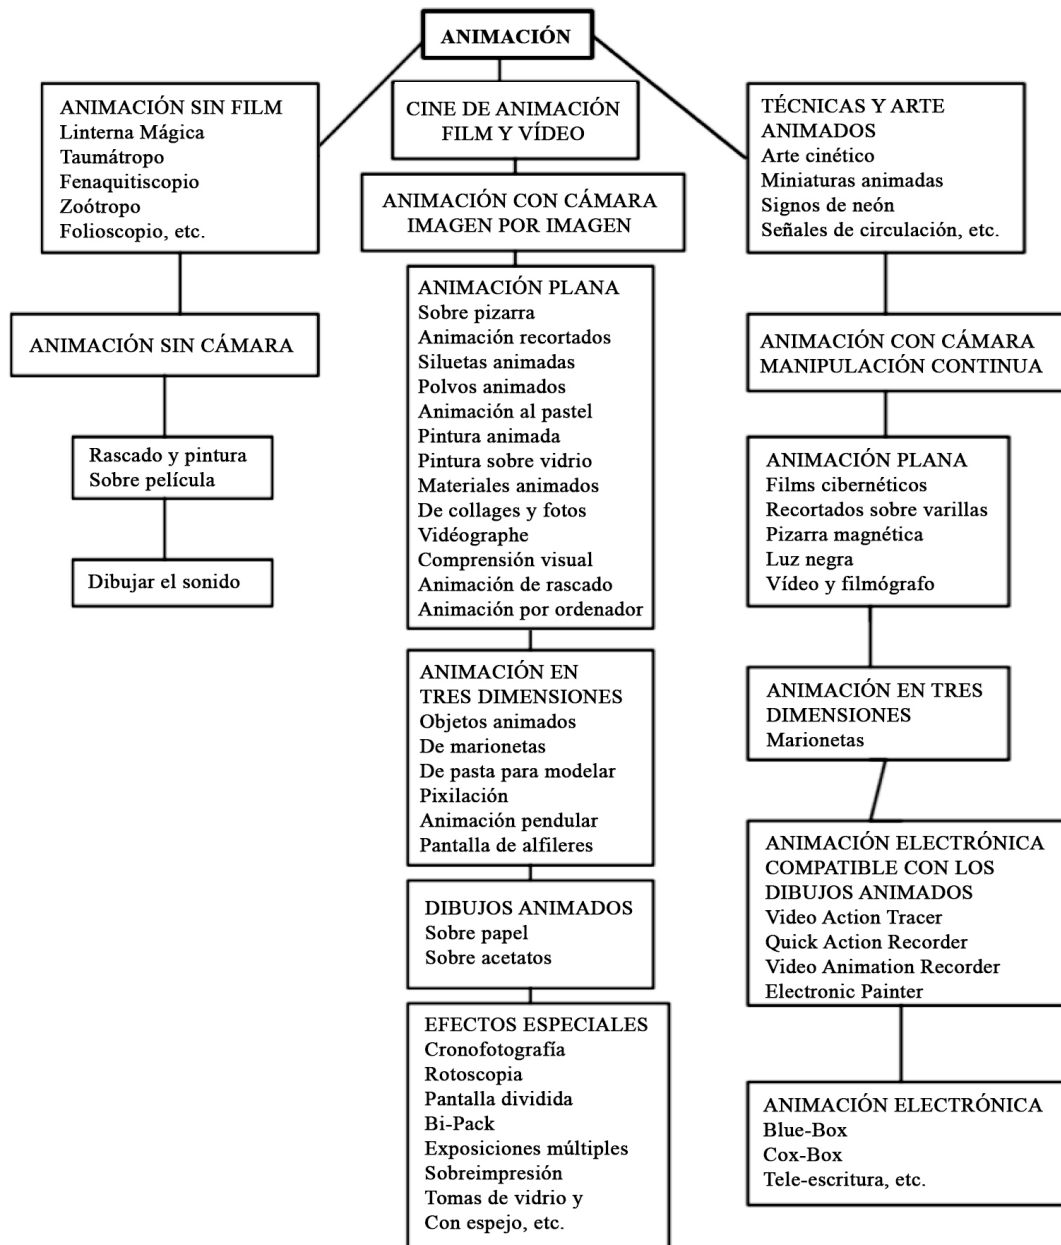 ANIMACIÓN
ANIMACIÓN SIN FILM
Linterna Mágica
Taumátropo
Fenaquitiscopio
Zoótropo
Folioscopio, etc.
ANIMACIÓN SIN CÁMARA
Rascado y pintura
Sobre película
Dibujar el sonido
CINE DE ANIMACIÓN
FILM Y VÍDEO
ANIMACIÓN CON CÁMARA
IMAGEN POR IMAGEN
ANIMACIÓN PLANA
Sobre pizarra
Animación recortados
Siluetas animadas
Polvos animados
Animación al pastel
Pintura animada
Pintura sobre vidrio
Materiales animados
De collages y fotos
Vidéographe
Comprensión visual
Animación de rascado
Animación por ordenador
ANIMACIÓN EN
TRES DIMENSIONES
Objetos animados
De marionetas
De pasta para modelar
Pixilación
Animación pendular
Pantalla de alfileres
DIBUJOS ANIMADOS
Sobre papel
Sobre acetatos
EFECTOS ESPECIALES
Cronofotografía
Rotoscopia
Pantalla dividida
Bi-Pack
Exposiciones múltiples
Sobreimpresión
Tomas de vidrio y
Con espejo, etc.
TÉCNICAS Y ARTE
ANIMADOS
Arte cinético
Miniaturas animadas
Signos de neón
Señales de circulación, etc.
ANIMACIÓN CON CÁMARA
MANIPULACIÓN CONTINUA
ANIMACIÓN PLANA
Films cibernéticos
Recortados sobre varillas
Pizarra magnética
Luz negra
Vídeo y filmógrafo
ANIMACIÓN EN TRES
DIMENSIONES
Marionetas
ANIMACIÓN ELECTRÓNICA
COMPATIBLE CON LOS
DIBUJOS ANIMADOS
Video Action Tracer
Quick Action Recorder
Video Animation Recorder
Electronic Painter
ANIMACIÓN ELECTRÓNICA
Blue-Box
Cox-Box
Tele-escritura, etc.